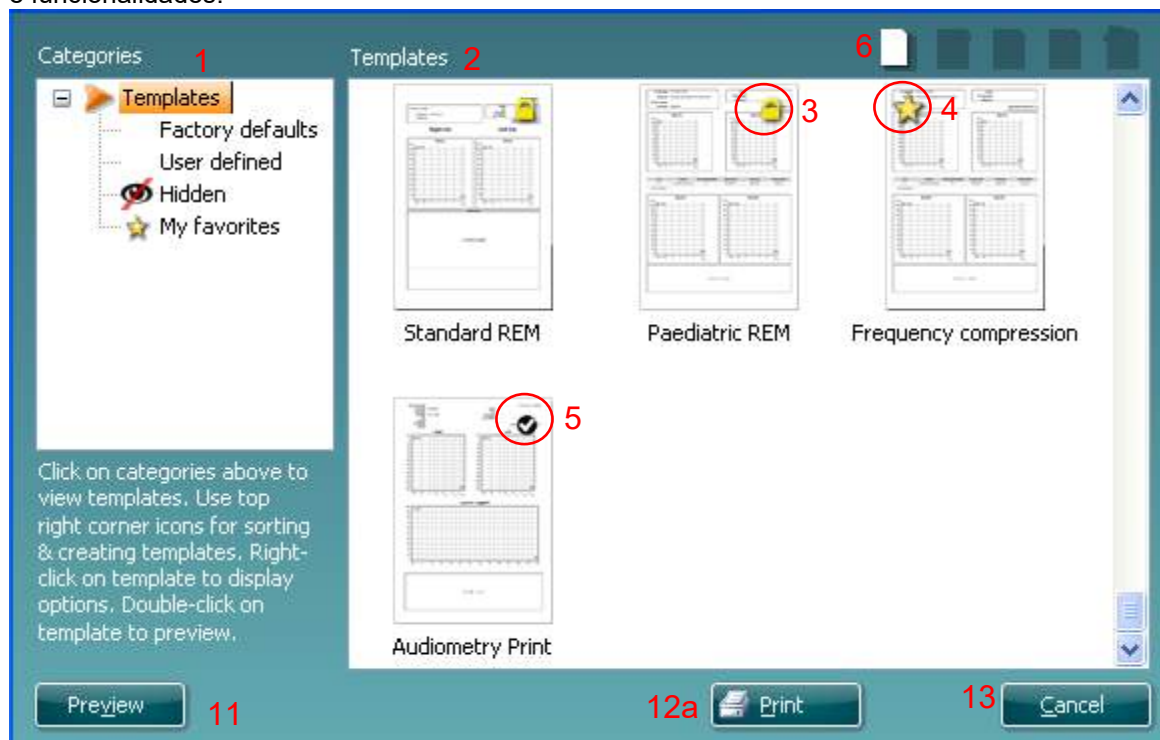 Categories 1
Templates 2
6
Templates
Factory defaults
User defined
Hidden
My favorites
3
4
Standard REM
Paediatric REM
Frequency compression
5
Audiometry Print
Click on categories above to
view templates. Use top
right corner icons for sorting
& creating templates. Right-
click on template to display
options. Double-click on
template to preview.
Preview
11
12a
Print
13
Cancel